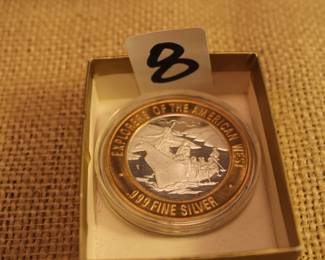 8
EXPLORERS OF THE AMERICAN WEST
.999 FINE SILVER